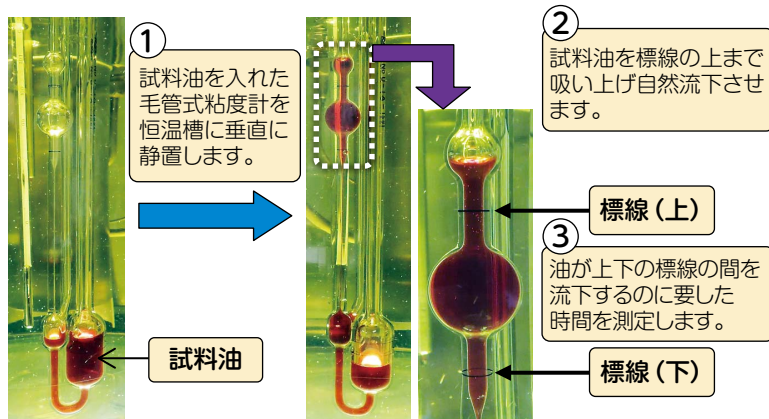 ①
試料油を入れた
毛管式粘度計を
恒温槽に垂直に
静置します。
試料油
②
試料油を標線の上まで
吸い上げ自然流下させ
ます。
標線（上）
③
油が上下の標線の間を
流下するのに要した
時間を測定します。
標線（下）